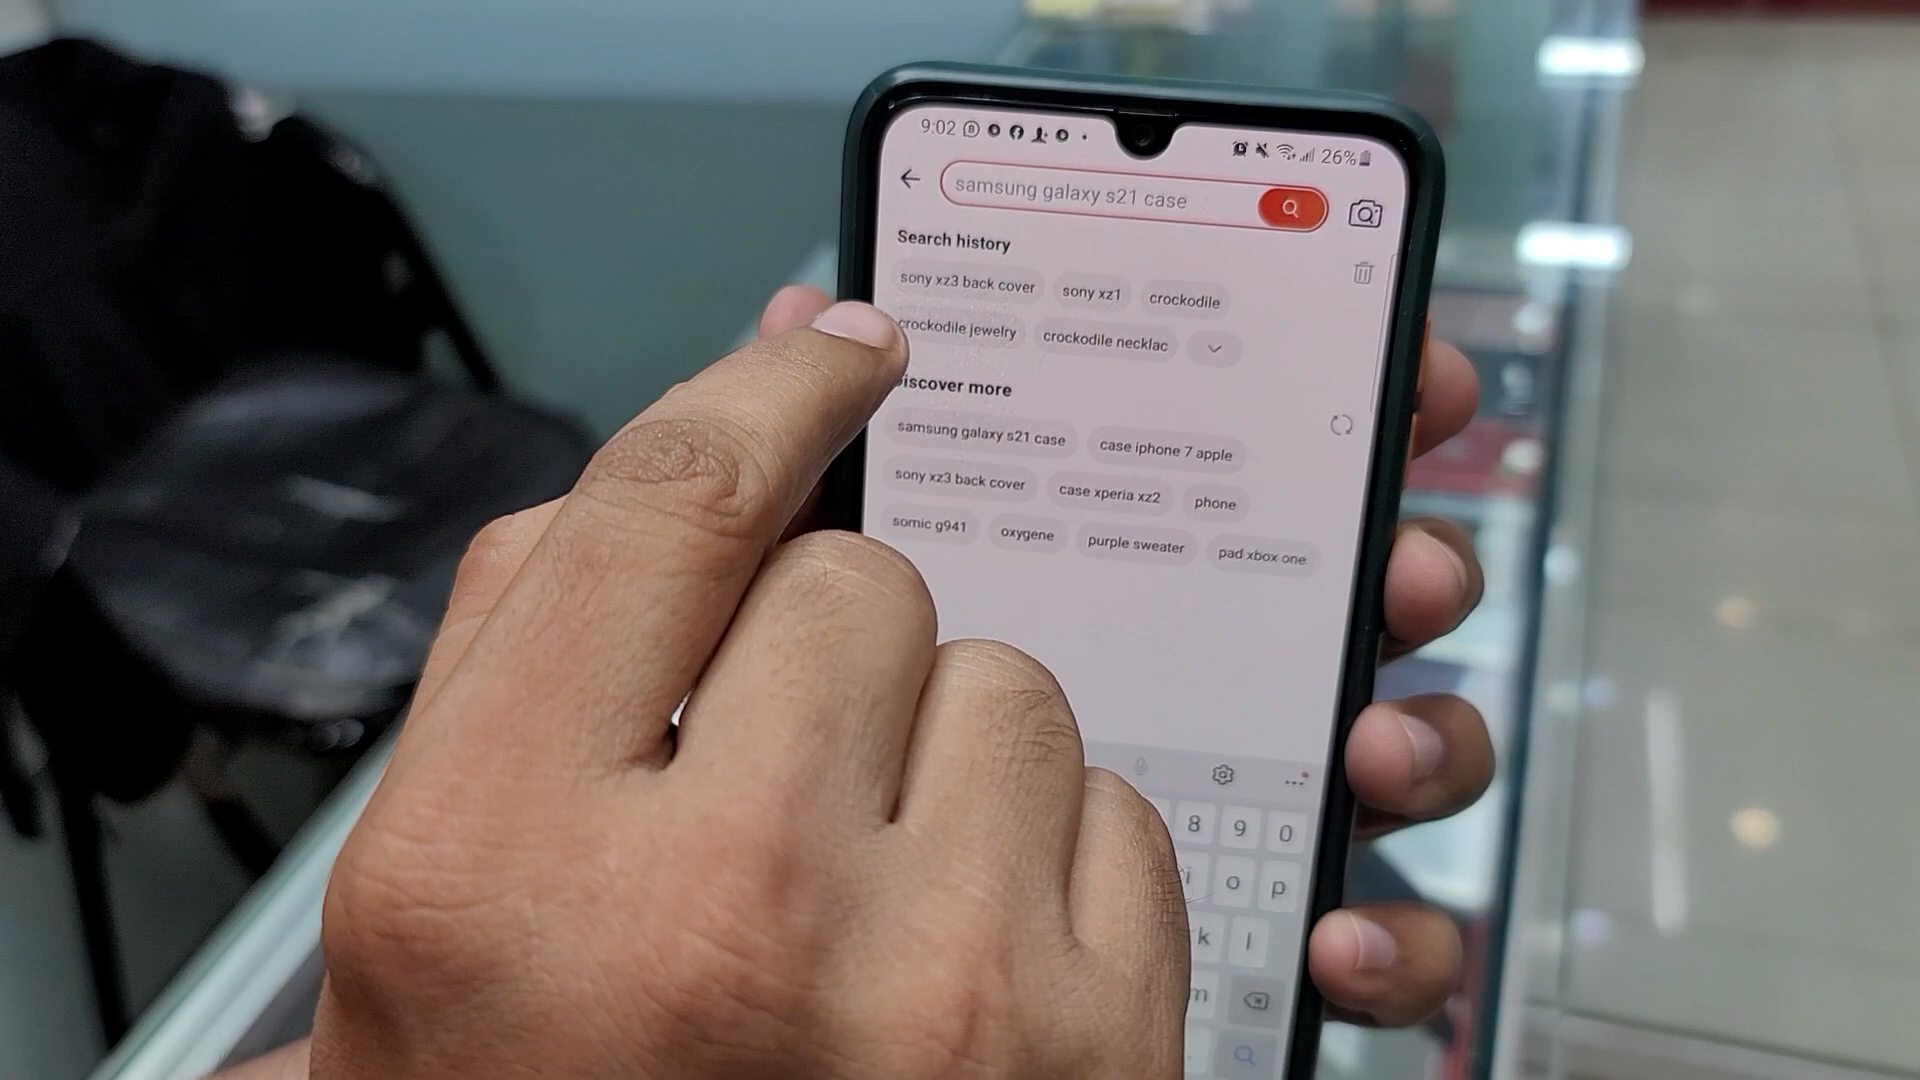 9:02 26%
samsung galaxy s21 case
Search history
sony xz3 back cover sony xz1 crockodile
crockodile jewelry crockodile necklac
iscover more
samsung galaxy s21 case case iphone 7 apple
sony xz3 back cover case xperia xz2 phone
somic g941 oxygene purple sweater pad xbox one
8 9 0
i o p
k l
m